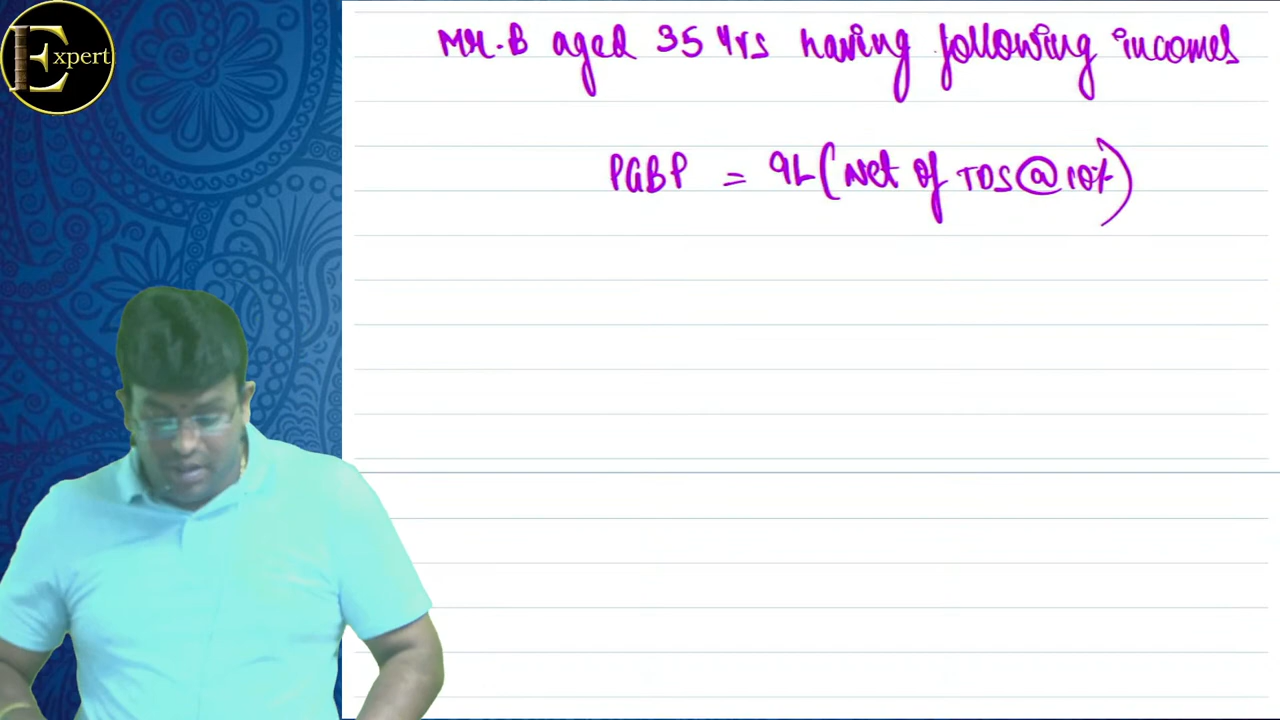 Expert
Mr. B aged 35 Yrs having following incomes
PGBP = 9L (Net of TDS @ 10%)